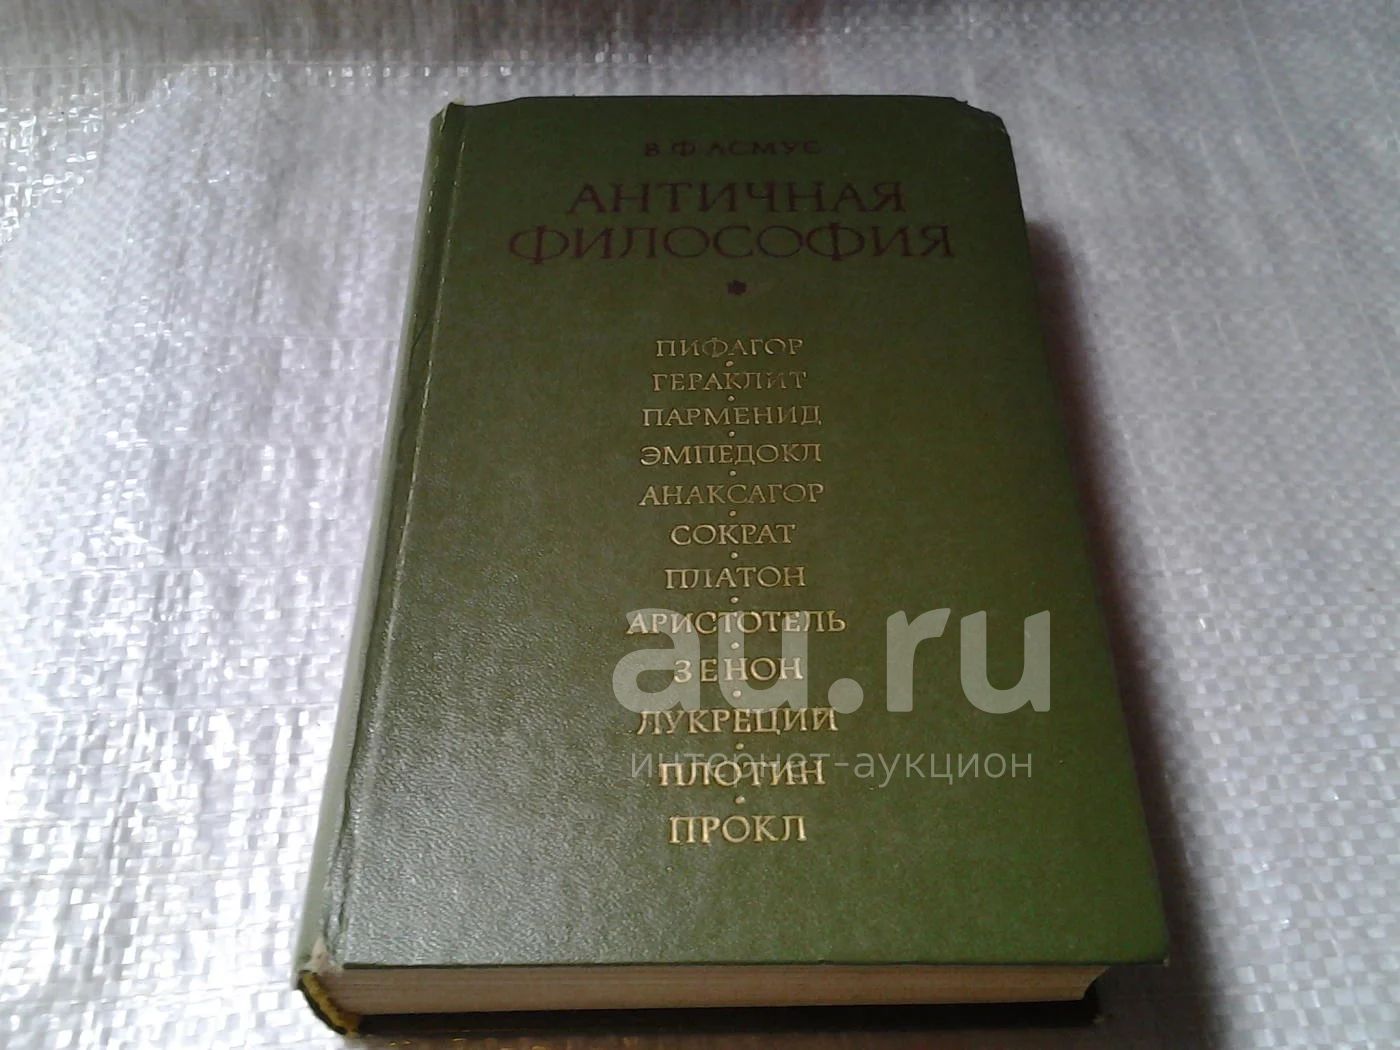 В.Ф.АСМУС
АНТИЧНАЯ
ФИЛОСОФИЯ
ПИФАГОР
ГЕРАКЛИТ
ПАРМЕНИД
ЭМПЕДОКЛ
АНАКСАГОР
СОКРАТ
ПЛАТОН
АРИСТОТЕЛЬ
ЗЕНОН
ЛУКРЕЦИЙ
ПЛОТИН
ПРОКЛ
au.ru
интернет-аукцион